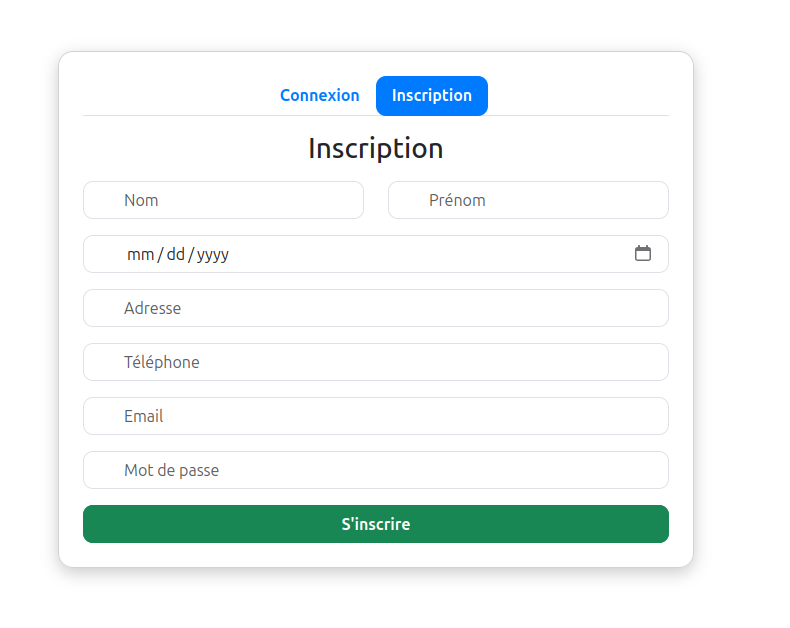 Connexion Inscription
Inscription
Nom Prénom
mm/dd/yyyy
Adresse
Téléphone
Email
Mot de passe
S'inscrire